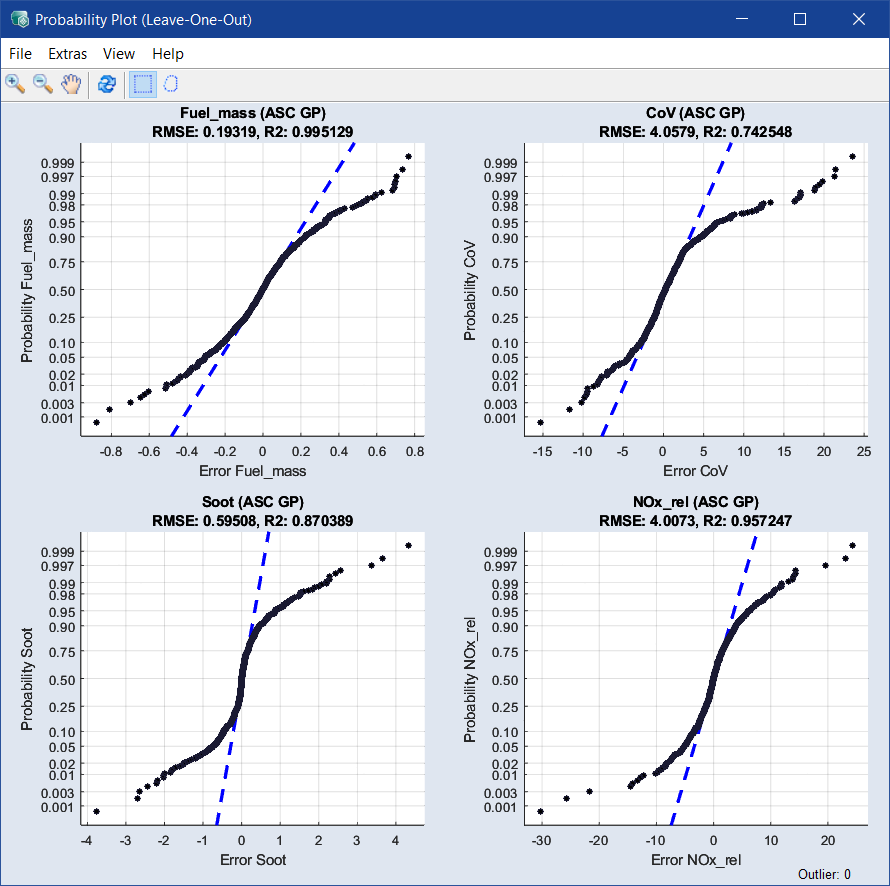 Probability Plot (Leave-One-Out)
File Extras View Help
Fuel_mass (ASC GP)
RMSE: 0.19319, R2: 0.995129
0.999
0.997
0.99
0.98
0.95
0.90
0.75
0.50
0.25
0.10
0.05
0.02
0.01
0.003
0.001
Probability Fuel_mass
-0.8 -0.6 -0.4 -0.2 0 0.2 0.4 0.6 0.8
Error Fuel_mass
CoV (ASC GP)
RMSE: 4.0579, R2: 0.742548
0.999
0.997
0.99
0.98
0.95
0.90
0.75
0.50
0.25
0.10
0.05
0.02
0.01
0.003
0.001
Probability CoV
-15 -10 -5 0 5 10 15 20 25
Error CoV
Soot (ASC GP)
RMSE: 0.59508, R2: 0.870389
0.999
0.997
0.99
0.98
0.95
0.90
0.75
0.50
0.25
0.10
0.05
0.02
0.01
0.003
0.001
Probability Soot
-4 -3 -2 -1 0 1 2 3 4
Error Soot
NOx_rel (ASC GP)
RMSE: 4.0073, R2: 0.957247
0.999
0.997
0.99
0.98
0.95
0.90
0.75
0.50
0.25
0.10
0.05
0.02
0.01
0.003
0.001
Probability NOx_rel
-30 -20 -10 0 10 20
Error NOx_rel
Outlier: 0